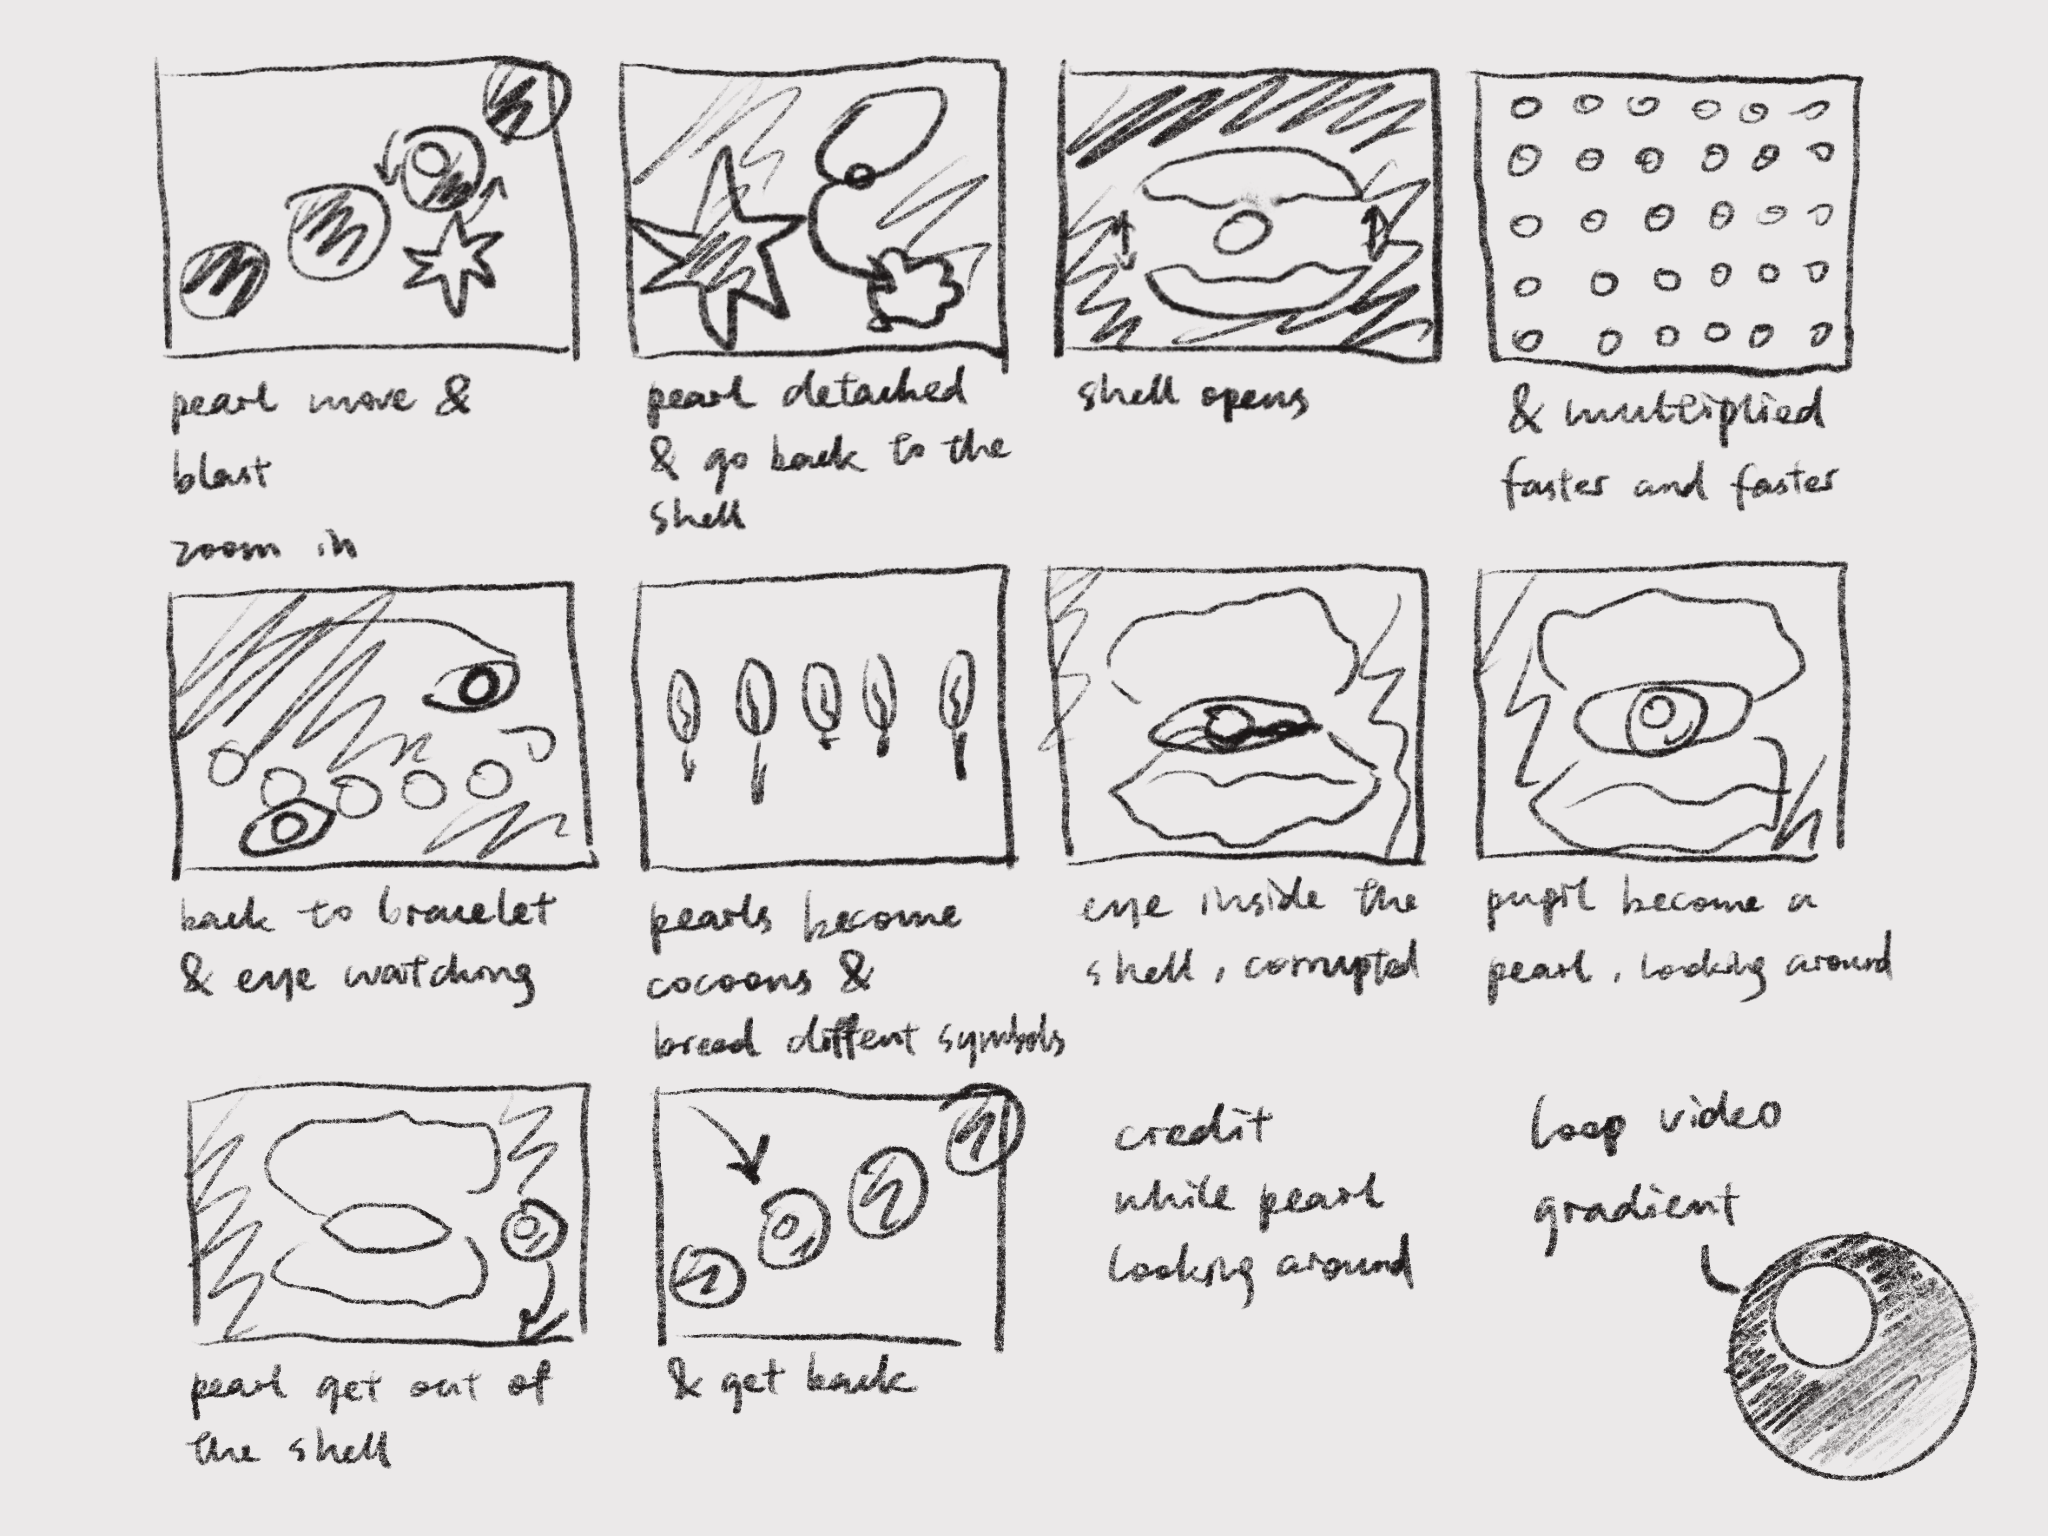 pearl move &
blast
zoom in
pearl detached
& go back to the
shell
shell opens
& multiplied
faster and faster
back to bracelet
& eye watching
pearls become
cocoons &
breed diffent symbols
eye inside the
shell, corrupted
pupil become a
pearl, looking around
pearl get out of
the shell
& get back
credit
while pearl
looking around
loop video
gradient